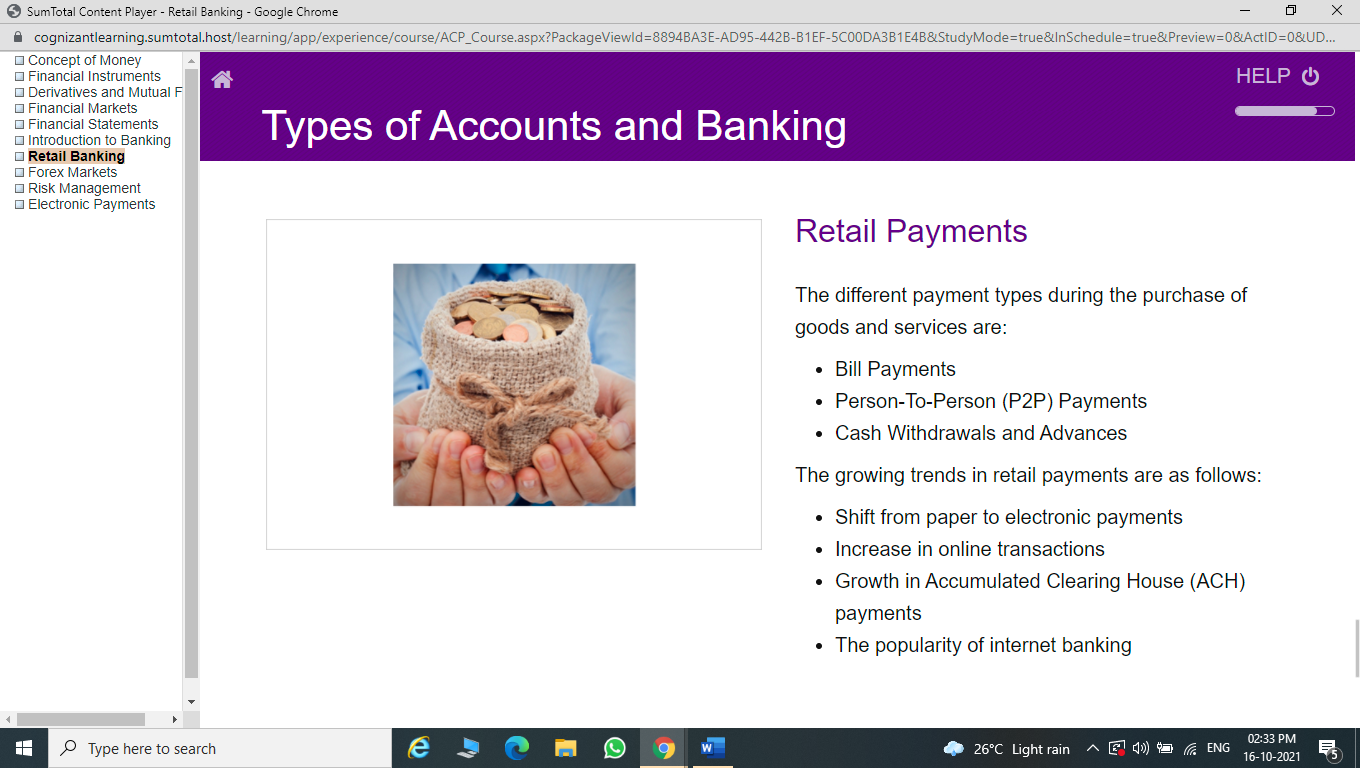 SumTotal Content Player - Retail Banking - Google Chrome
cognizantlearning.sumtotal.host/learning/app/experience/course/ACP_Course.aspx?PackageViewId=8894BA3E-AD95-442B-B1EF-5C00DA3B1E4B&StudyMode=true&InSchedule=true&Preview=0&ActID=0&UD...
Concept of Money
Financial Instruments
Derivatives and Mutual F
Financial Markets
Financial Statements
Introduction to Banking
Retail Banking
Forex Markets
Risk Management
Electronic Payments
HELP
Types of Accounts and Banking
Retail Payments
The different payment types during the purchase of
goods and services are:
• Bill Payments
• Person-To-Person (P2P) Payments
• Cash Withdrawals and Advances
The growing trends in retail payments are as follows:
• Shift from paper to electronic payments
• Increase in online transactions
• Growth in Accumulated Clearing House (ACH)
payments
• The popularity of internet banking
Type here to search
26°C Light rain
ENG
02:33 PM
16-10-2021
5